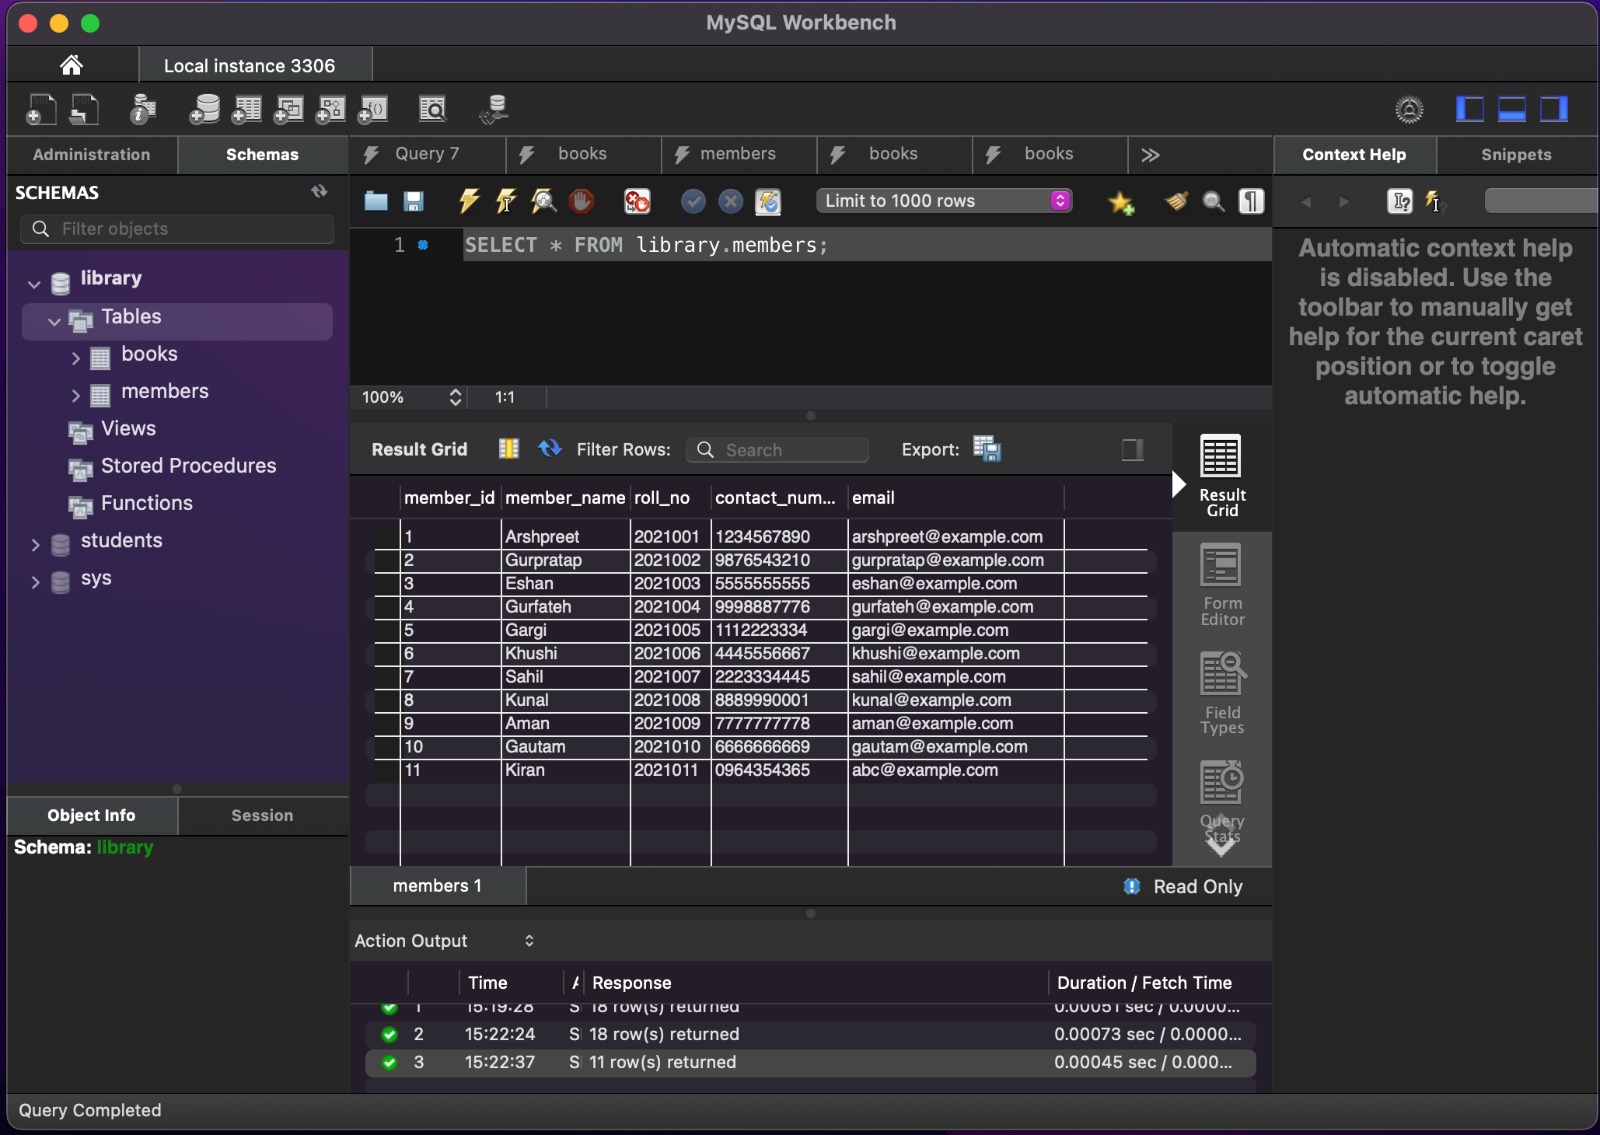 MySQL Workbench
Local instance 3306
Administration
Schemas
Query 7
books
members
books
books
Context Help
Snippets
SCHEMAS
Filter objects
library
Tables
books
members
Views
Stored Procedures
Functions
students
sys
Limit to 1000 rows
1
SELECT * FROM library.members;
100%
1:1
Automatic context help
is disabled. Use the
toolbar to manually get
help for the current caret
position or to toggle
automatic help.
Result Grid
Filter Rows:
Search
Export:
member_id member_name roll_no contact_num... email
1 Arshpreet 2021001 1234567890 arshpreet@example.com
2 Gurpratap 2021002 9876543210 gurpratap@example.com
3 Eshan 2021003 5555555555 eshan@example.com
4 Gurfateh 2021004 9998887776 gurfateh@example.com
5 Gargi 2021005 1112223334 gargi@example.com
6 Khushi 2021006 4445556667 khushi@example.com
7 Sahil 2021007 2223334445 sahil@example.com
8 Kunal 2021008 8889990001 kunal@example.com
9 Aman 2021009 7777777778 aman@example.com
10 Gautam 2021010 6666666669 gautam@example.com
11 Kiran 2021011 0964354365 abc@example.com
Result
Grid
Form
Editor
Field
Types
Query
Stats
Object Info
Session
Schema: library
members 1
Read Only
Action Output
Time Response Duration / Fetch Time
1 15:19:28 S 18 row(s) returned 0.00051 sec / 0.0000...
2 15:22:24 S 18 row(s) returned 0.00073 sec / 0.0000...
3 15:22:37 S 11 row(s) returned 0.00045 sec / 0.000...
Query Completed